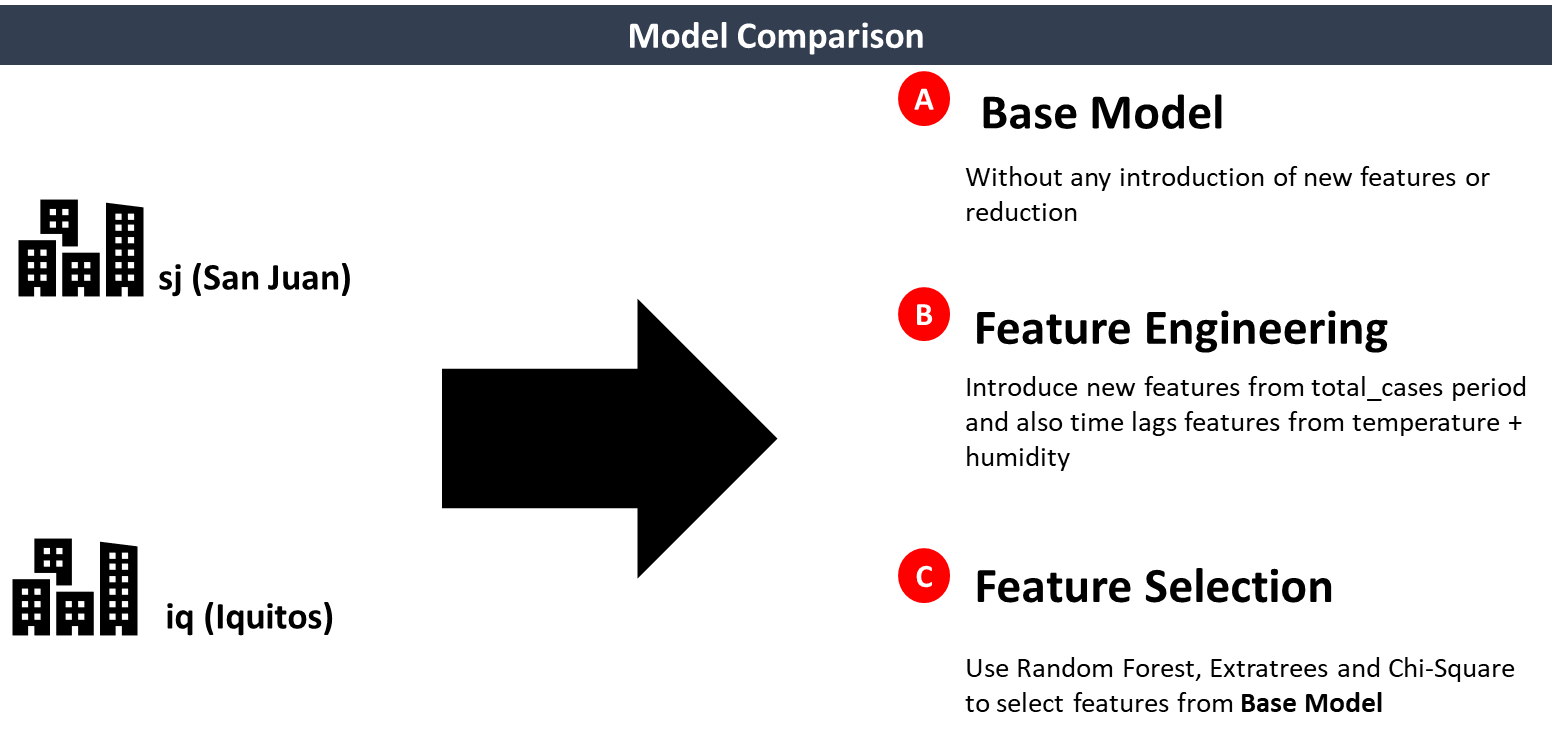 Model Comparison
sj (San Juan)
iq (Iquitos)
A
Base Model
Without any introduction of new features or
reduction
B
Feature Engineering
Introduce new features from total_cases period
and also time lags features from temperature +
humidity
C
Feature Selection
Use Random Forest, Extratrees and Chi-Square
to select features from Base Model